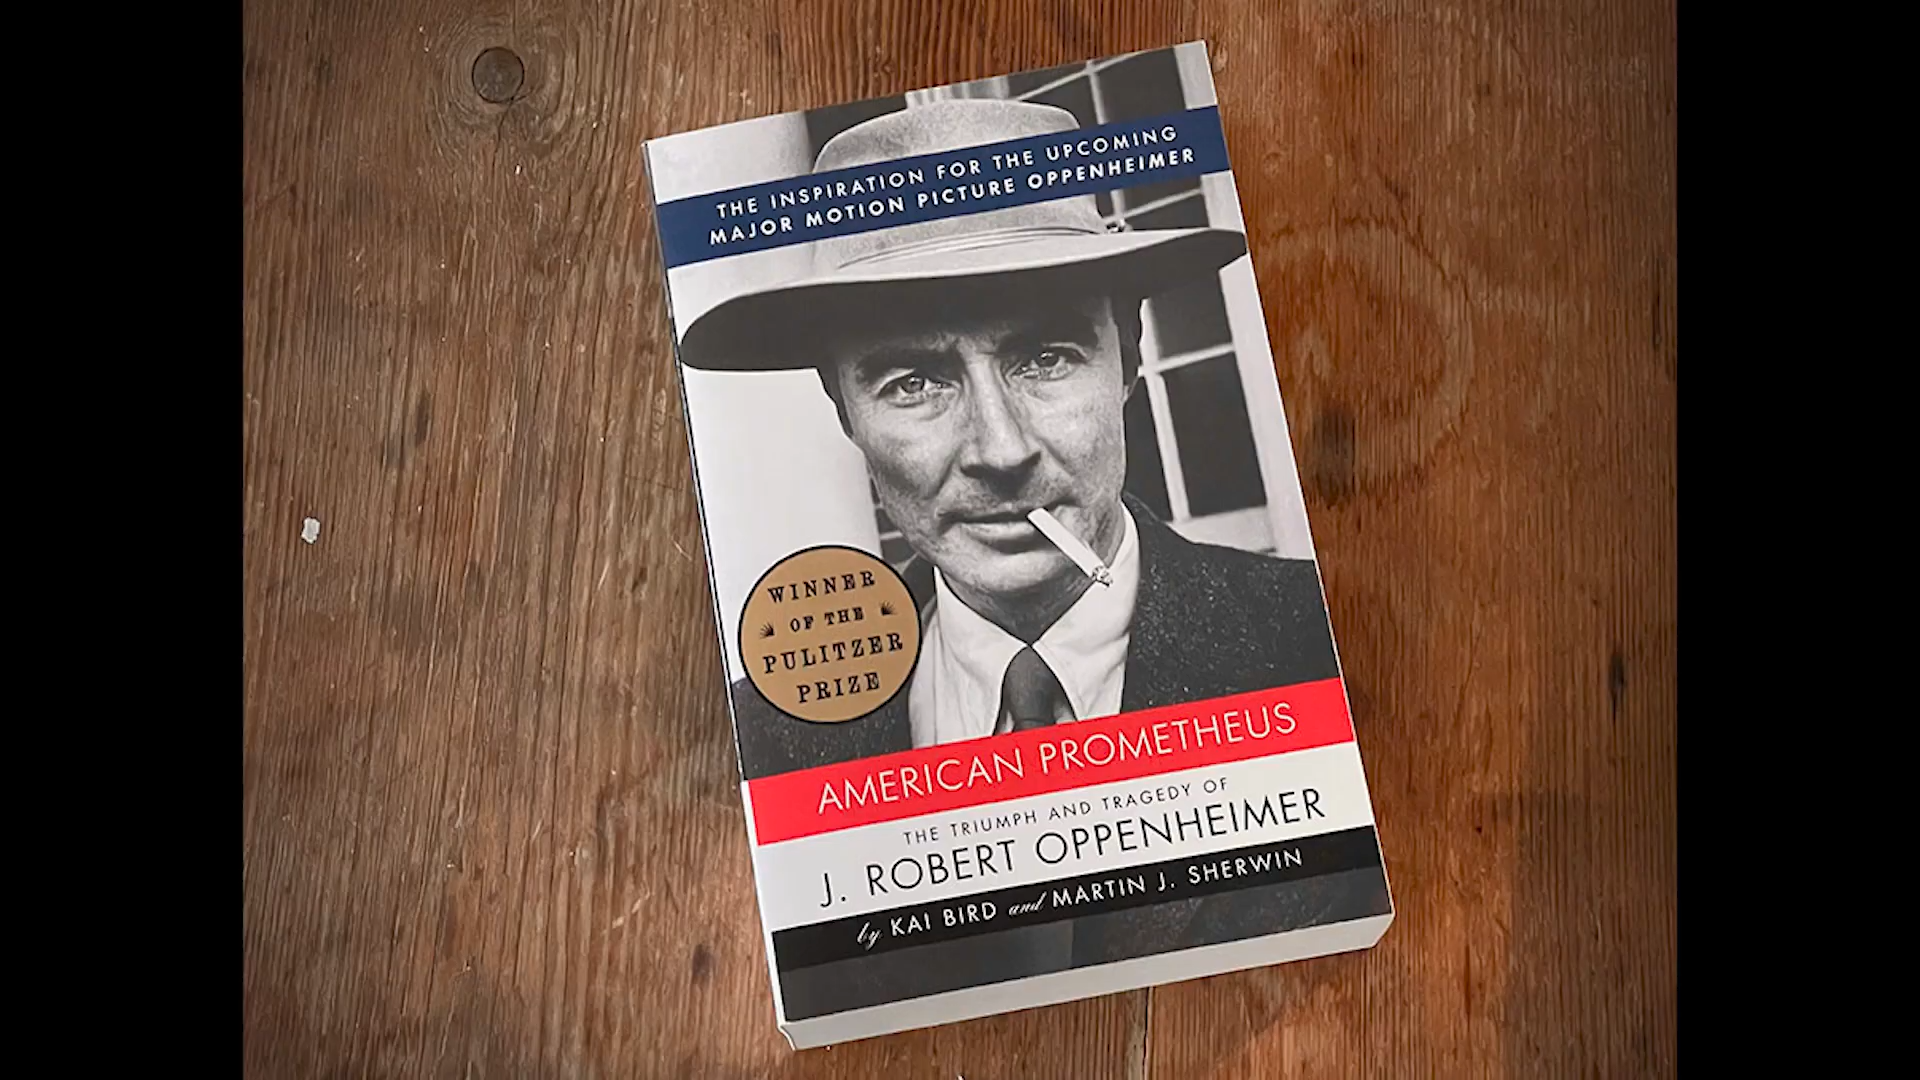 THE INSPIRATION FOR THE UPCOMING
MAJOR MOTION PICTURE OPPENHEIMER
WINNER
OF THE
PULITZER
PRIZE
AMERICAN PROMETHEUS
THE TRIUMPH AND TRAGEDY OF
J. ROBERT OPPENHEIMER
by KAI BIRD and MARTIN J. SHERWIN